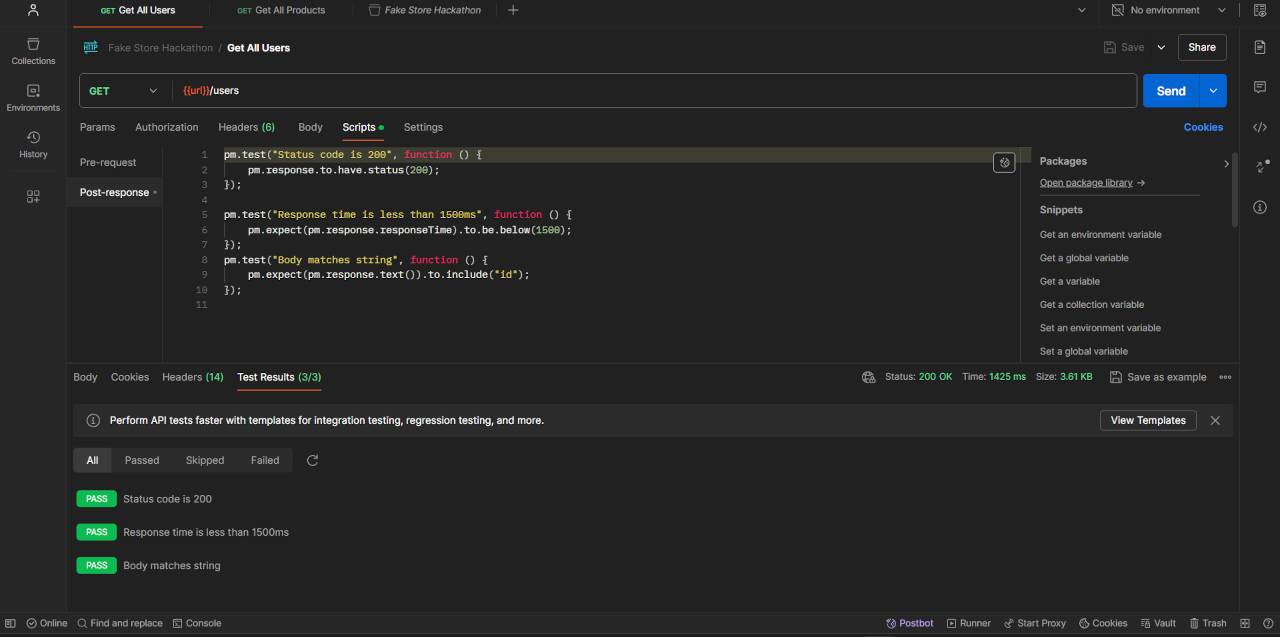 GET Get All Users
GET Get All Products
Fake Store Hackathon
No environment
Collections
Environments
History
Fake Store Hackathon / Get All Users
Save
Share
GET
{{url}}/users
Send
Params Authorization Headers (6) Body Scripts Settings
Cookies
Pre-request
Post-response
1 pm.test("Status code is 200", function () {
2 pm.response.to.have.status(200);
3 });
4
5 pm.test("Response time is less than 1500ms", function () {
6 pm.expect(pm.response.responseTime).to.be.below(1500);
7 });
8 pm.test("Body matches string", function () {
9 pm.expect(pm.response.text()).to.include("id");
10 });
11
Packages
Open package library →
Snippets
Get an environment variable
Get a global variable
Get a variable
Get a collection variable
Set an environment variable
Set a global variable
Body Cookies Headers (14) Test Results (3/3)
Status: 200 OK Time: 1425 ms Size: 3.61 KB Save as example
Perform API tests faster with templates for integration testing, regression testing, and more.
View Templates
All Passed Skipped Failed
PASS Status code is 200
PASS Response time is less than 1500ms
PASS Body matches string
Online Find and replace Console
Postbot Runner Start Proxy Cookies Vault Trash